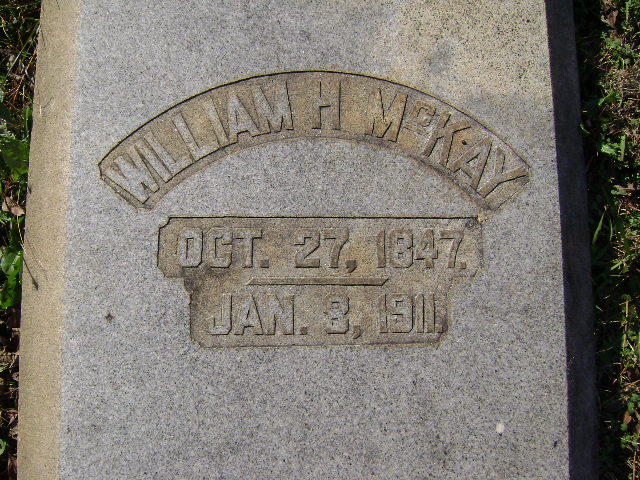 WILLIAM H McKAY
OCT. 27, 1847.
JAN. 8, 1911.